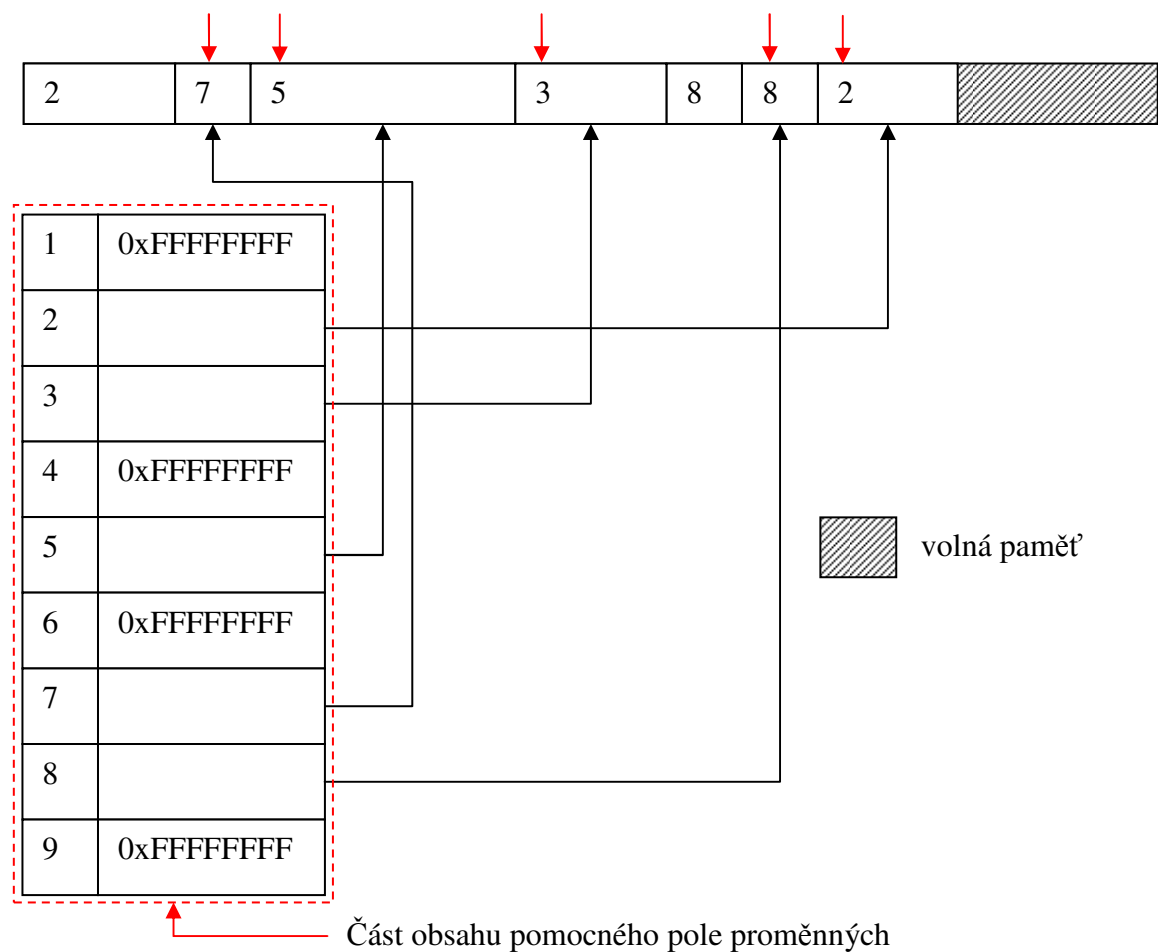 2 7 5 3 8 8 2
1 0xFFFFFFFF
2
3
4 0xFFFFFFFF
5
volná paměť
6 0xFFFFFFFF
7
8
9 0xFFFFFFFF
Část obsahu pomocného pole proměnných